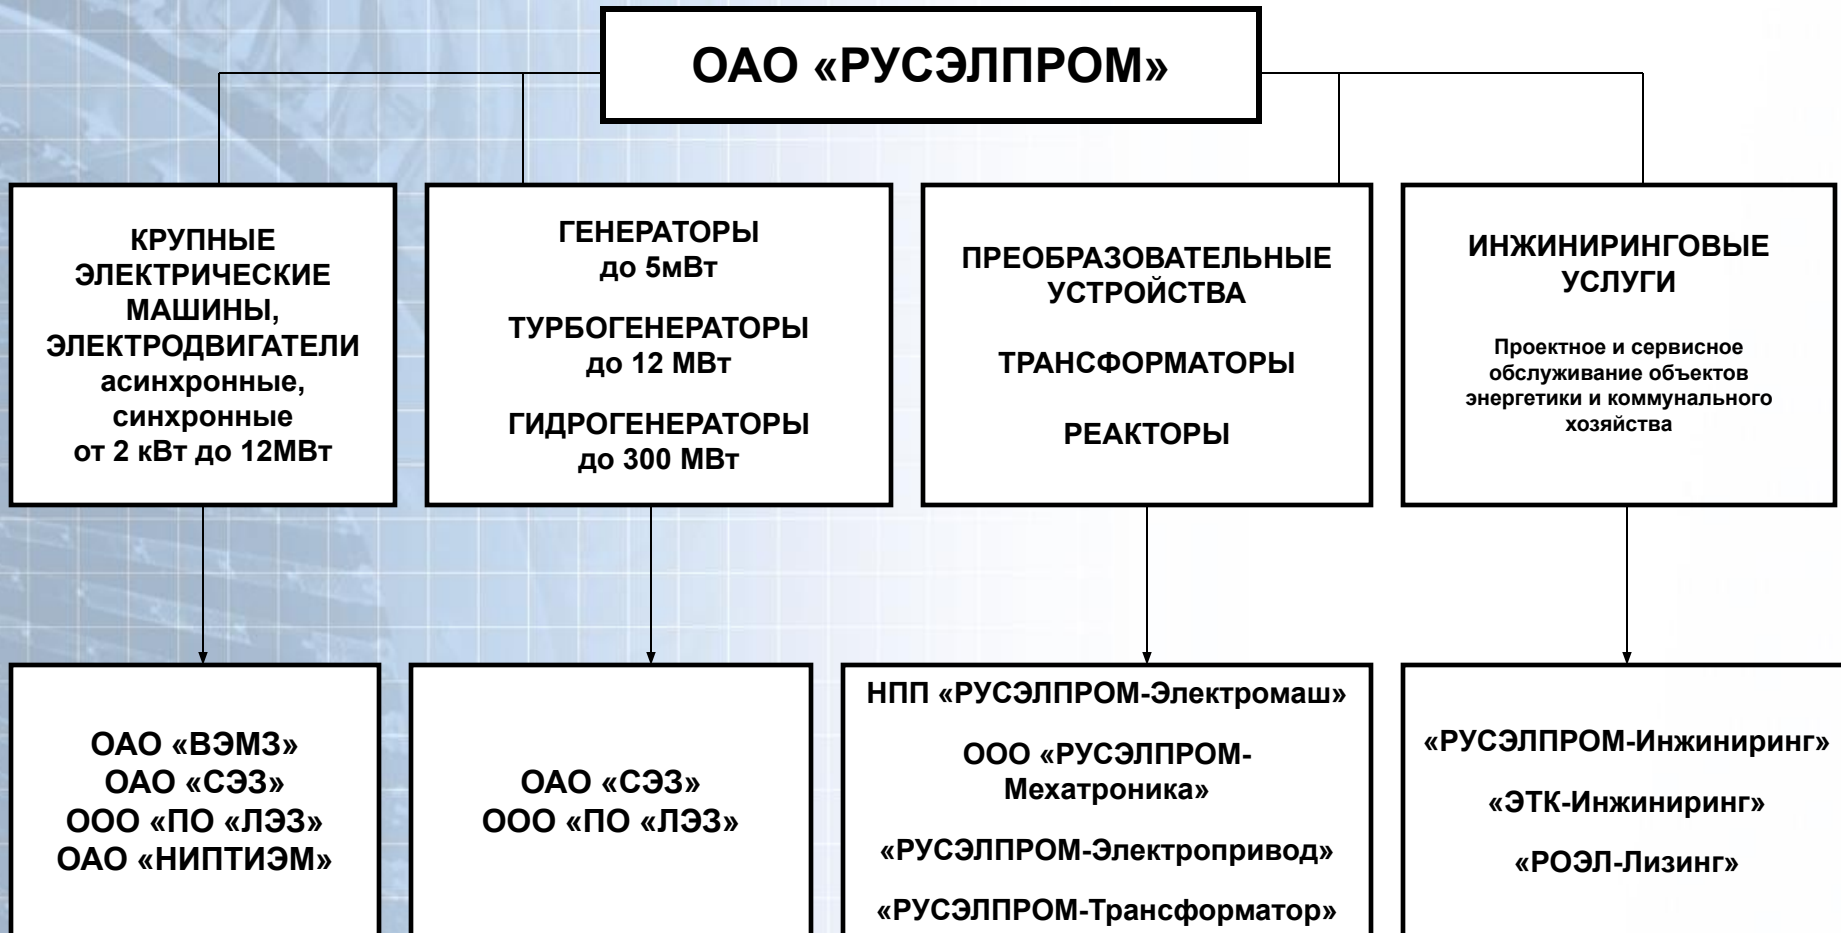 ОАО «РУСЭЛПРОМ»
КРУПНЫЕ
ЭЛЕКТРИЧЕСКИЕ
МАШИНЫ,
ЭЛЕКТРОДВИГАТЕЛИ
асинхронные,
синхронные
от 2 кВт до 12МВт
ГЕНЕРАТОРЫ
до 5мВт
ТУРБОГЕНЕРАТОРЫ
до 12 МВт
ГИДРОГЕНЕРАТОРЫ
до 300 МВт
ПРЕОБРАЗОВАТЕЛЬНЫЕ
УСТРОЙСТВА
ТРАНСФОРМАТОРЫ
РЕАКТОРЫ
ИНЖИНИРИНГОВЫЕ
УСЛУГИ
Проектное и сервисное
обслуживание объектов
энергетики и коммунального
хозяйства
ОАО «ВЭМЗ»
ОАО «СЭЗ»
ООО «ПО «ЛЭЗ»
ОАО «НИПТИЭМ»
ОАО «СЭЗ»
ООО «ПО «ЛЭЗ»
НПП «РУСЭЛПРОМ-Электромаш»
ООО «РУСЭЛПРОМ-
Мехатроника»
«РУСЭЛПРОМ-Электропривод»
«РУСЭЛПРОМ-Трансформатор»
«РУСЭЛПРОМ-Инжиниринг»
«ЭТК-Инжиниринг»
«РОЭЛ-Лизинг»